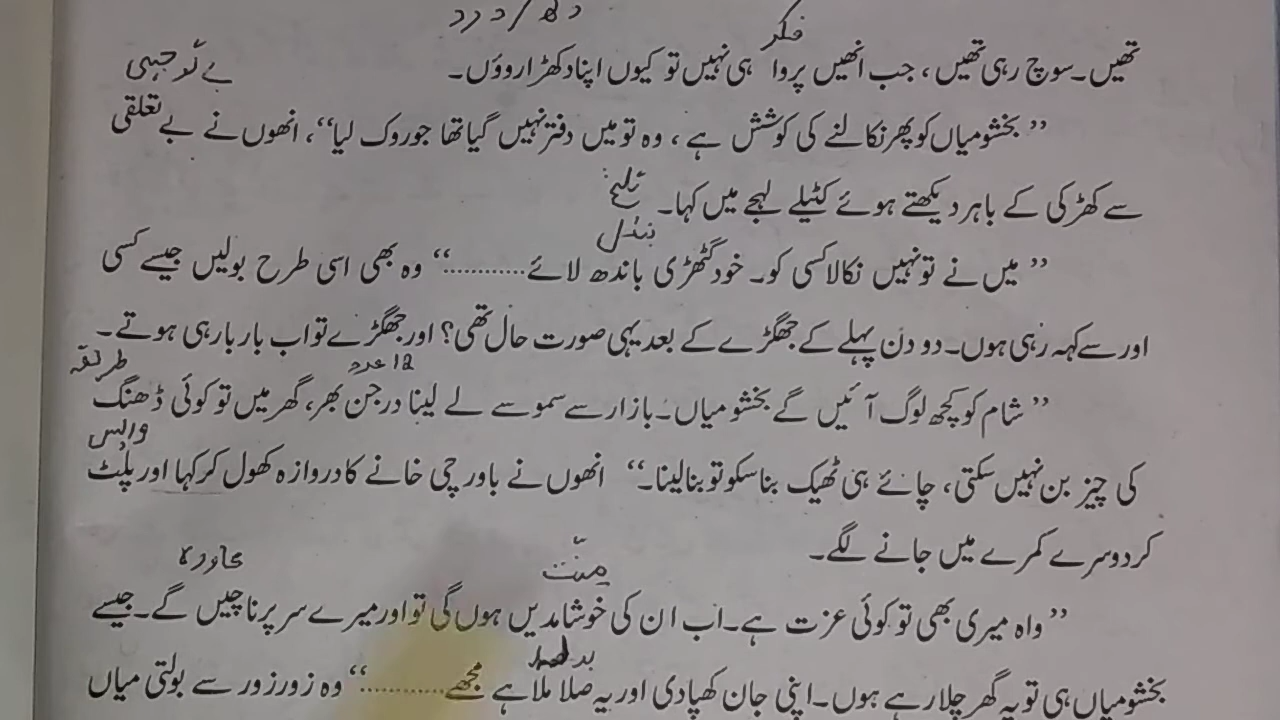 دکھ / درد
فکر
تھیں۔ سوچ رہی تھیں، جب انھیں پروا ہی نہیں تو کیوں اپنا دکھڑا روؤں۔
بے توجہی
”بخشو میاں کو پھر نکالنے کی کوشش ہے، وہ تو میں دفتر نہیں گیا تھا جو روک لیا“، انھوں نے بے تعلقی
سے کھڑکی کے باہر دیکھتے ہوئے کٹیلے لہجے میں کہا۔
تلخ
بنڈل
”میں نے تو نہیں نکالا کسی کو۔ خود گٹھڑی باندھ لائے............“ وہ بھی اسی طرح بولیں جیسے کسی
اور سے کہہ رہی ہوں۔ دو دن پہلے کے جھگڑے کے بعد یہی صورت حال تھی؟ اور جھگڑے تو اب بار بار ہی ہوتے۔
12 عدد
طریقہ
”شام کو کچھ لوگ آئیں گے بخشو میاں۔ بازار سے سموسے لے لینا درجن بھر، گھر میں تو کوئی ڈھنگ
واپس
کی چیز بن نہیں سکتی، چائے ہی ٹھیک بنا سکو تو بنا لینا۔“ انھوں نے باورچی خانے کا دروازہ کھول کر کہا اور پلٹ
کر دوسرے کمرے میں جانے لگے۔
منت
محاورہ
”واہ میری بھی تو کوئی عزت ہے۔ اب ان کی خوشامدیں ہوں گی تو اور میرے سر پر ناچیں گے۔ جیسے
بدلہ
بخشو میاں ہی تو یہ گھر چلا رہے ہوں۔ اپنی جان کھپا دی اور یہ صلا ملا ہے مجھے............“ وہ زور زور سے بولتی میاں